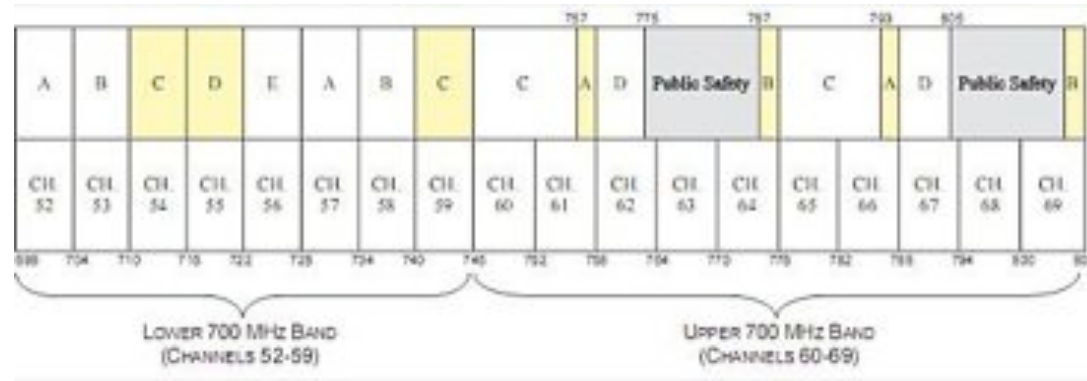 757 775 787 793 805
A B C D E A B C C A D Public Safety B C A D Public Safety B
CH. CH. CH. CH. CH. CH. CH. CH. CH. CH. CH. CH. CH. CH. CH. CH. CH. CH.
52 53 54 55 56 57 58 59 60 61 62 63 64 65 66 67 68 69
698 704 710 716 722 728 734 740 746 752 758 764 770 776 782 788 794 800
LOWER 700 MHZ BAND
(CHANNELS 52-59)
UPPER 700 MHZ BAND
(CHANNELS 60-69)